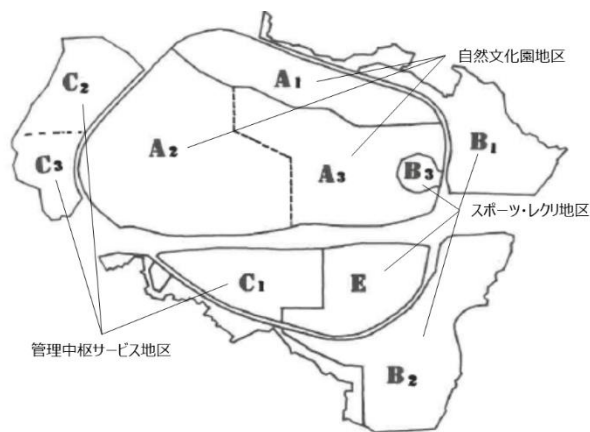 自然文化園地区
C2
A1
B1
C3
A2
A3
B3
スポーツ・レクリ地区
C1
E
管理中枢サービス地区
B2